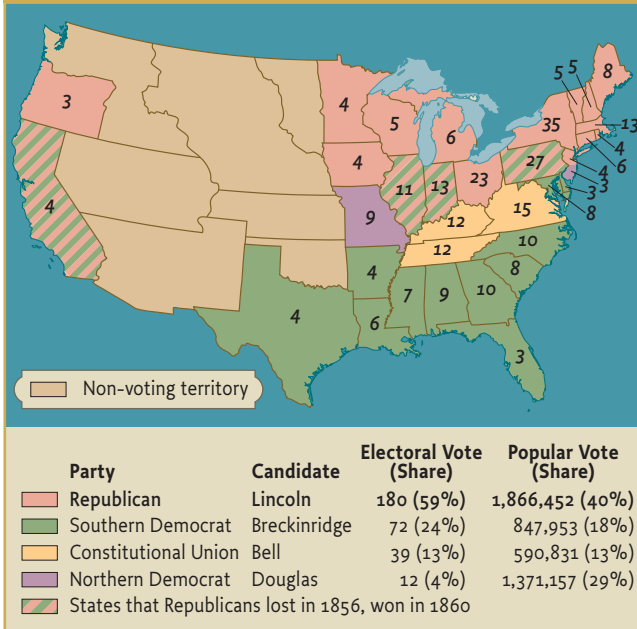 5 5 8
3 4 5 6 35 13
4 4
6
4 11 13 23 27 4
3
3
9 12 15 8
12 10
4 8
4 7 9 10
6
3
Non-voting territory
Electoral Vote Popular Vote
Party Candidate (Share) (Share)
Republican Lincoln 180 (59%) 1,866,452 (40%)
Southern Democrat Breckinridge 72 (24%) 847,953 (18%)
Constitutional Union Bell 39 (13%) 590,831 (13%)
Northern Democrat Douglas 12 (4%) 1,371,157 (29%)
States that Republicans lost in 1856, won in 1860